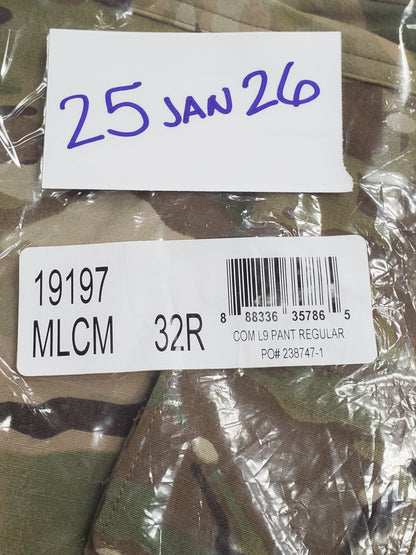 25 JAN 26
19197
MLCM 32R
8 88336 35786 5
COM L9 PANT REGULAR
PO# 238747-1